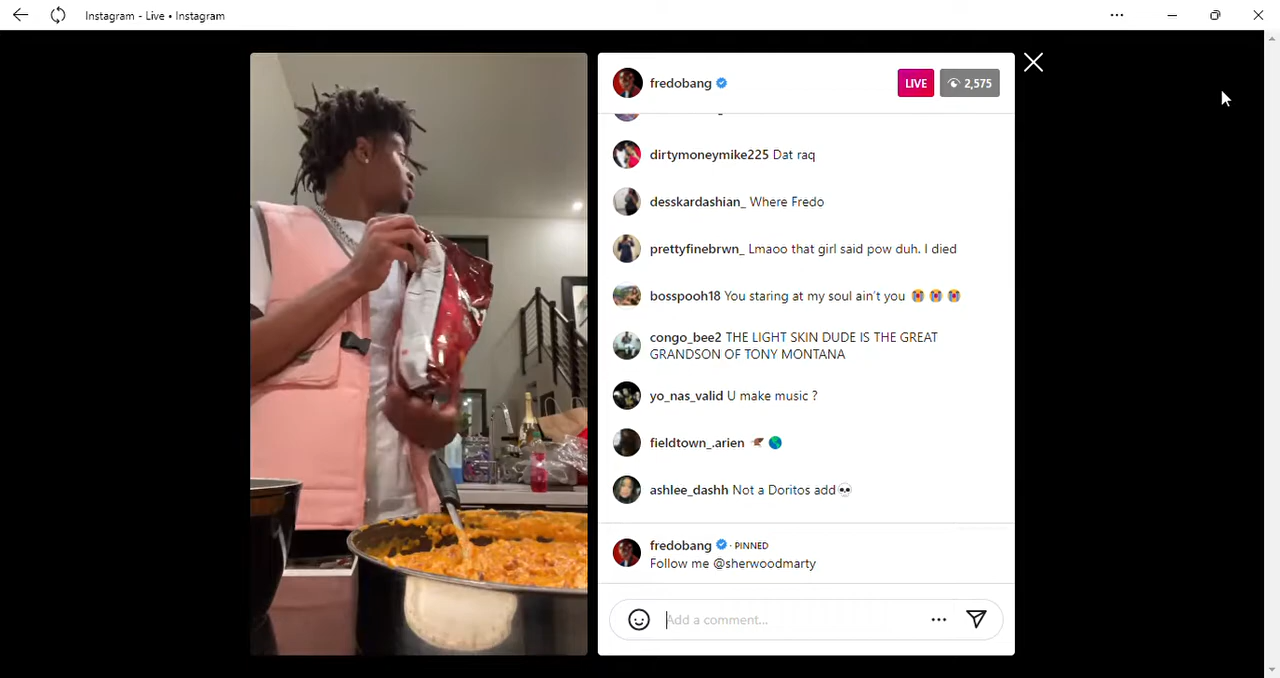 Instagram - Live • Instagram
fredobang
LIVE
2,575
dirtymoneymike225 Dat raq
desskardashian_ Where Fredo
prettyfinebrwn_ Lmaoo that girl said pow duh. I died
bosspooh18 You staring at my soul ain't you 😭 😭 😭
congo_bee2 THE LIGHT SKIN DUDE IS THE GREAT
GRANDSON OF TONY MONTANA
yo_nas_valid U make music ?
fieldtown_.arien 🪶 🌎
ashlee_dashh Not a Doritos add💀
fredobang · PINNED
Follow me @sherwoodmarty
Add a comment...